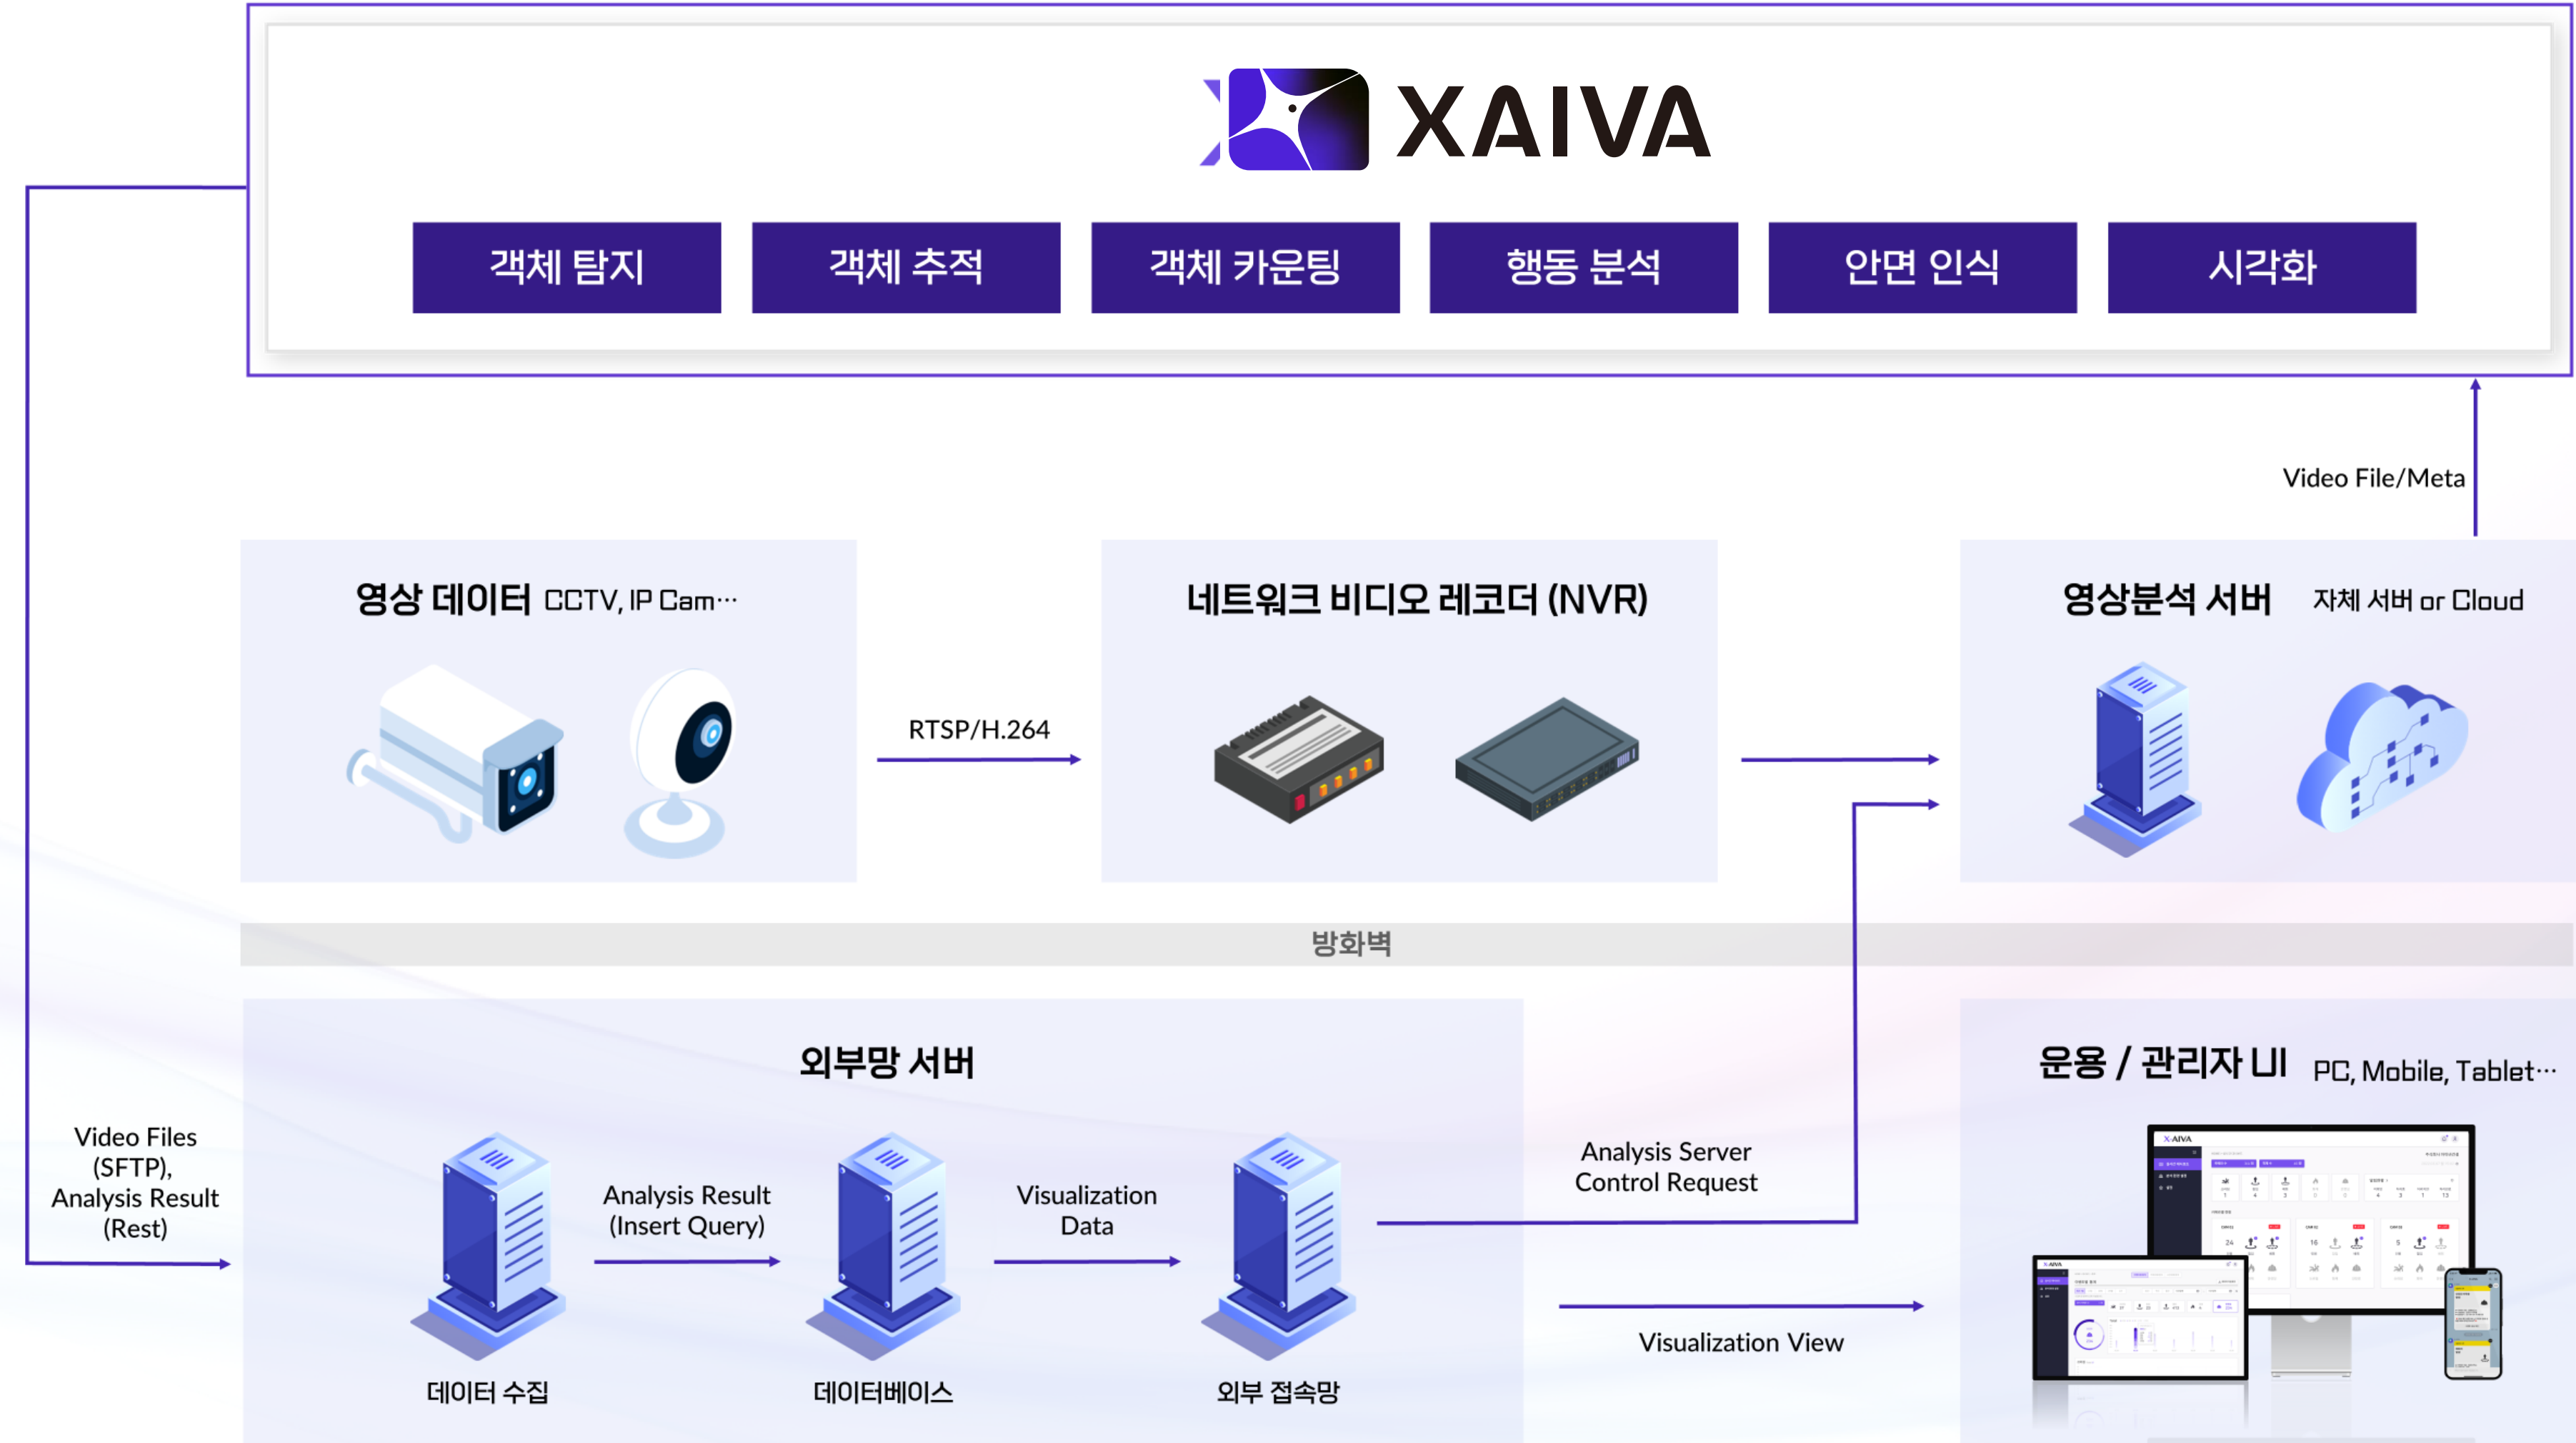 XAIVA
객체 탐지
객체 추적
객체 카운팅
행동 분석
안면 인식
시각화
Video File/Meta
영상 데이터 CCTV, IP Cam…
RTSP/H.264
네트워크 비디오 레코더 (NVR)
영상분석 서버 자체 서버 or Cloud
방화벽
외부망 서버
Video Files
(SFTP),
Analysis Result
(Rest)
데이터 수집
Analysis Result
(Insert Query)
데이터베이스
Visualization
Data
외부 접속망
Analysis Server
Control Request
Visualization View
운용 / 관리자 UI PC, Mobile, Tablet…
X-AIVA